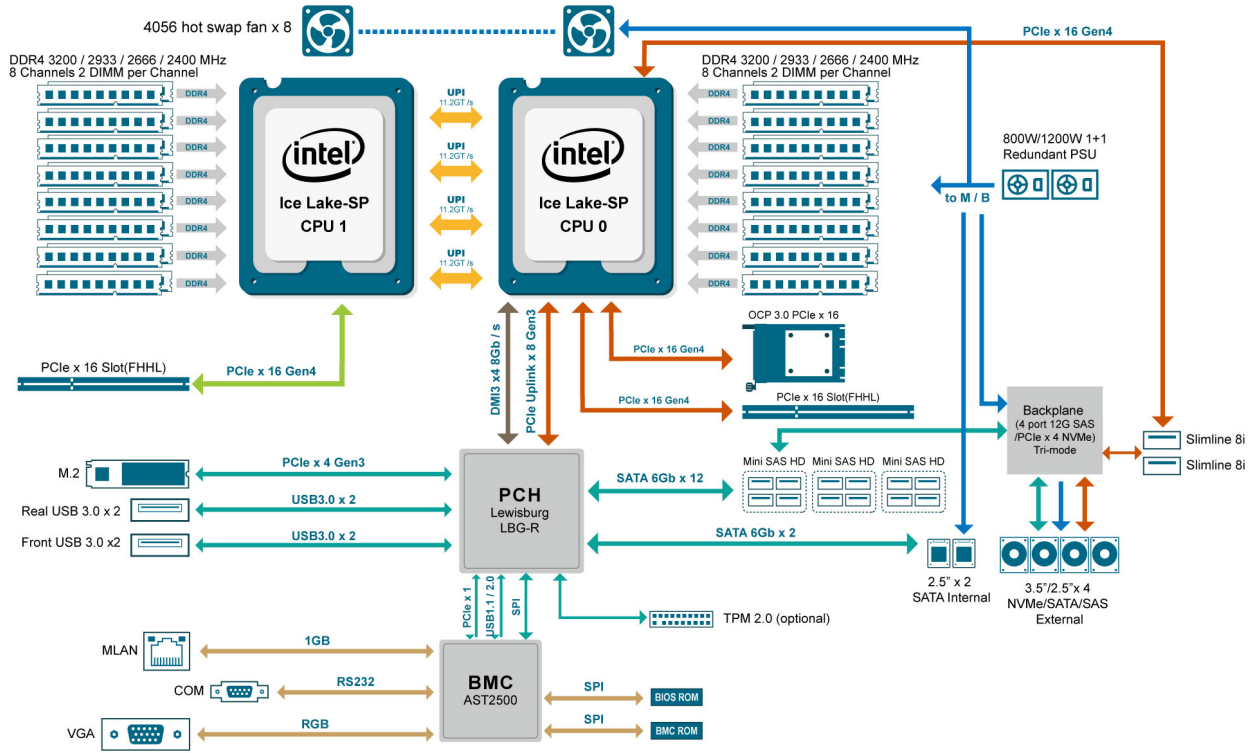 4056 hot swap fan x 8
PCIe x 16 Gen4
DDR4 3200 / 2933 / 2666 / 2400 MHz
8 Channels 2 DIMM per Channel
DDR4
DDR4
DDR4
DDR4
DDR4
DDR4
DDR4
DDR4
intel
Ice Lake-SP
CPU 1
UPI
11.2GT /s
UPI
11.2GT /s
UPI
11.2GT /s
UPI
11.2GT /s
intel
Ice Lake-SP
CPU 0
DDR4 3200 / 2933 / 2666 / 2400 MHz
8 Channels 2 DIMM per Channel
DDR4
DDR4
DDR4
DDR4
DDR4
DDR4
DDR4
DDR4
800W/1200W 1+1
Redundant PSU
to M / B
PCIe x 16 Slot(FHHL)
PCIe x 16 Gen4
DMI3 x4 8Gb / s
PCIe Uplink x 8 Gen3
OCP 3.0 PCIe x 16
PCIe x 16 Gen4
PCIe x 16 Slot(FHHL)
PCIe x 16 Gen4
Backplane
(4 port 12G SAS
/PCIe x 4 NVMe)
Tri-mode
Slimline 8i
Slimline 8i
M.2
PCIe x 4 Gen3
Real USB 3.0 x 2
USB3.0 x 2
Front USB 3.0 x2
USB3.0 x 2
PCH
Lewisburg
LBG-R
SATA 6Gb x 12
Mini SAS HD
Mini SAS HD
Mini SAS HD
SATA 6Gb x 2
2.5" x 2
SATA Internal
3.5"/2.5"x 4
NVMe/SATA/SAS
External
PCIe x 1
USB1.1 / 2.0
SPI
TPM 2.0 (optional)
MLAN
1GB
COM
RS232
VGA
RGB
BMC
AST2500
SPI
BIOS ROM
SPI
BMC ROM